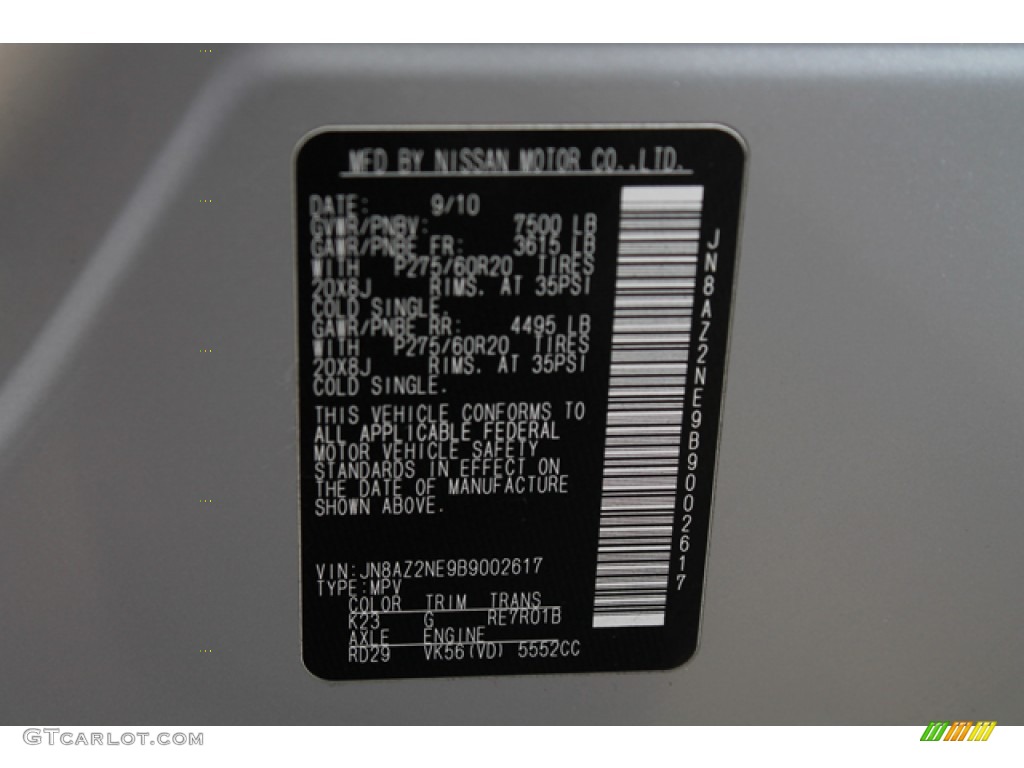 MFD BY NISSAN MOTOR CO.,LTD.
DATE: 9/10
GVWR/PNBV: 7500 LB
GAWR/PNBE FR: 3615 LB
WITH P275/60R20 TIRES
20X8J RIMS. AT 35PSI
COLD SINGLE.
GAWR/PNBE RR: 4495 LB
WITH P275/60R20 TIRES
20X8J RIMS. AT 35PSI
COLD SINGLE.
THIS VEHICLE CONFORMS TO
ALL APPLICABLE FEDERAL
MOTOR VEHICLE SAFETY
STANDARDS IN EFFECT ON
THE DATE OF MANUFACTURE
SHOWN ABOVE.
VIN:JN8AZ2NE9B9002617
TYPE:MPV
COLOR TRIM TRANS
K23 G RE7R01B
AXLE ENGINE
RD29 VK56(VD) 5552CC
JN8AZ2NE9B9002617
GTCarLot.com